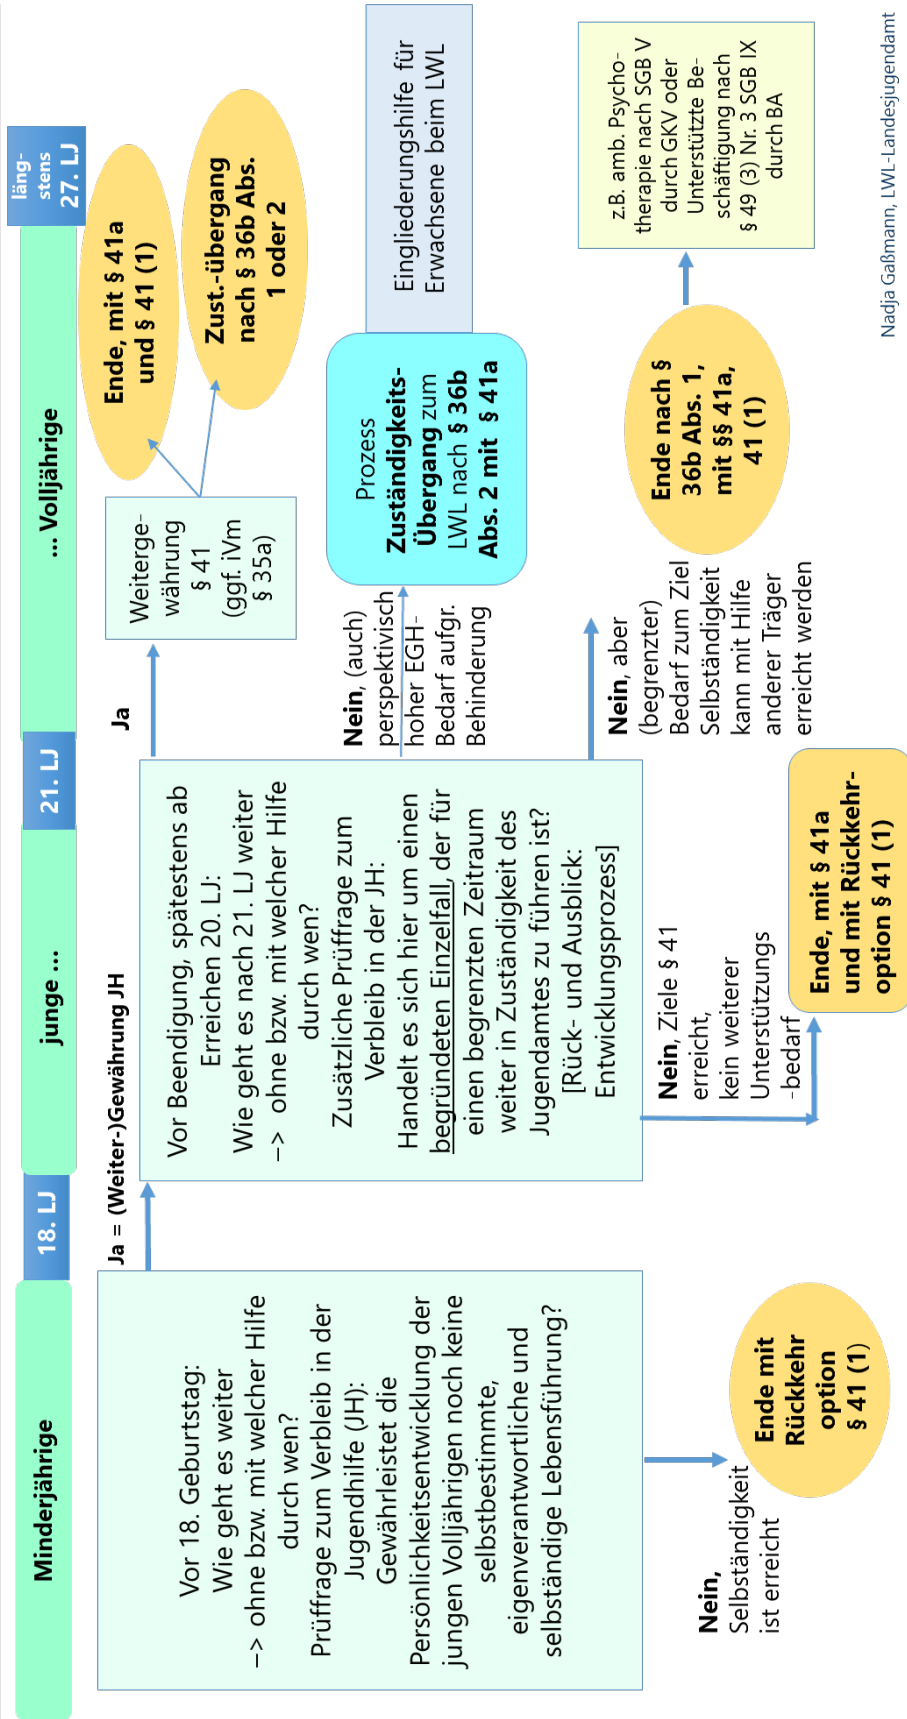 Minderjährige
18. LJ
junge ...
21. LJ
... Volljährige
läng-
stens
27. LJ
Vor 18. Geburtstag:
Wie geht es weiter
–> ohne bzw. mit welcher Hilfe
durch wen?
Prüffrage zum Verbleib in der
Jugendhilfe (JH):
Gewährleistet die
Persönlichkeitsentwicklung der
jungen Volljährigen noch keine
selbstbestimmte,
eigenverantwortliche und
selbständige Lebensführung?
Nein,
Selbständigkeit
ist erreicht
Ende mit
Rückkehr
option
§ 41 (1)
Ja = (Weiter-)Gewährung JH
Vor Beendigung, spätestens ab
Erreichen 20. LJ:
Wie geht es nach 21. LJ weiter
–> ohne bzw. mit welcher Hilfe
durch wen?
Zusätzliche Prüffrage zum
Verbleib in der JH:
Handelt es sich hier um einen
begründeten Einzelfall, der für
einen begrenzten Zeitraum
weiter in Zuständigkeit des
Jugendamtes zu führen ist?
[Rück- und Ausblick:
Entwicklungsprozess]
Nein, Ziele § 41
erreicht,
kein weiterer
Unterstützungs
-bedarf
Ende, mit § 41a
und mit Rückkehr-
option § 41 (1)
Ja
Weiterge-
währung
§ 41
(ggf. iVm
§ 35a)
Ende, mit § 41a
und § 41 (1)
Zust.-übergang
nach § 36b Abs.
1 oder 2
Nein, (auch)
perspektivisch
hoher EGH-
Bedarf aufgr.
Behinderung
Prozess
Zuständigkeits-
Übergang zum
LWL nach § 36b
Abs. 2 mit § 41a
Eingliederungshilfe für
Erwachsene beim LWL
Nein, aber
(begrenzter)
Bedarf zum Ziel
Selbständigkeit
kann mit Hilfe
anderer Träger
erreicht werden
Ende nach §
36b Abs. 1,
mit §§ 41a,
41 (1)
z.B. amb. Psycho-
therapie nach SGB V
durch GKV oder
Unterstützte Be-
schäftigung nach
§ 49 (3) Nr. 3 SGB IX
durch BA
Nadja Gaßmann, LWL-Landesjugendamt